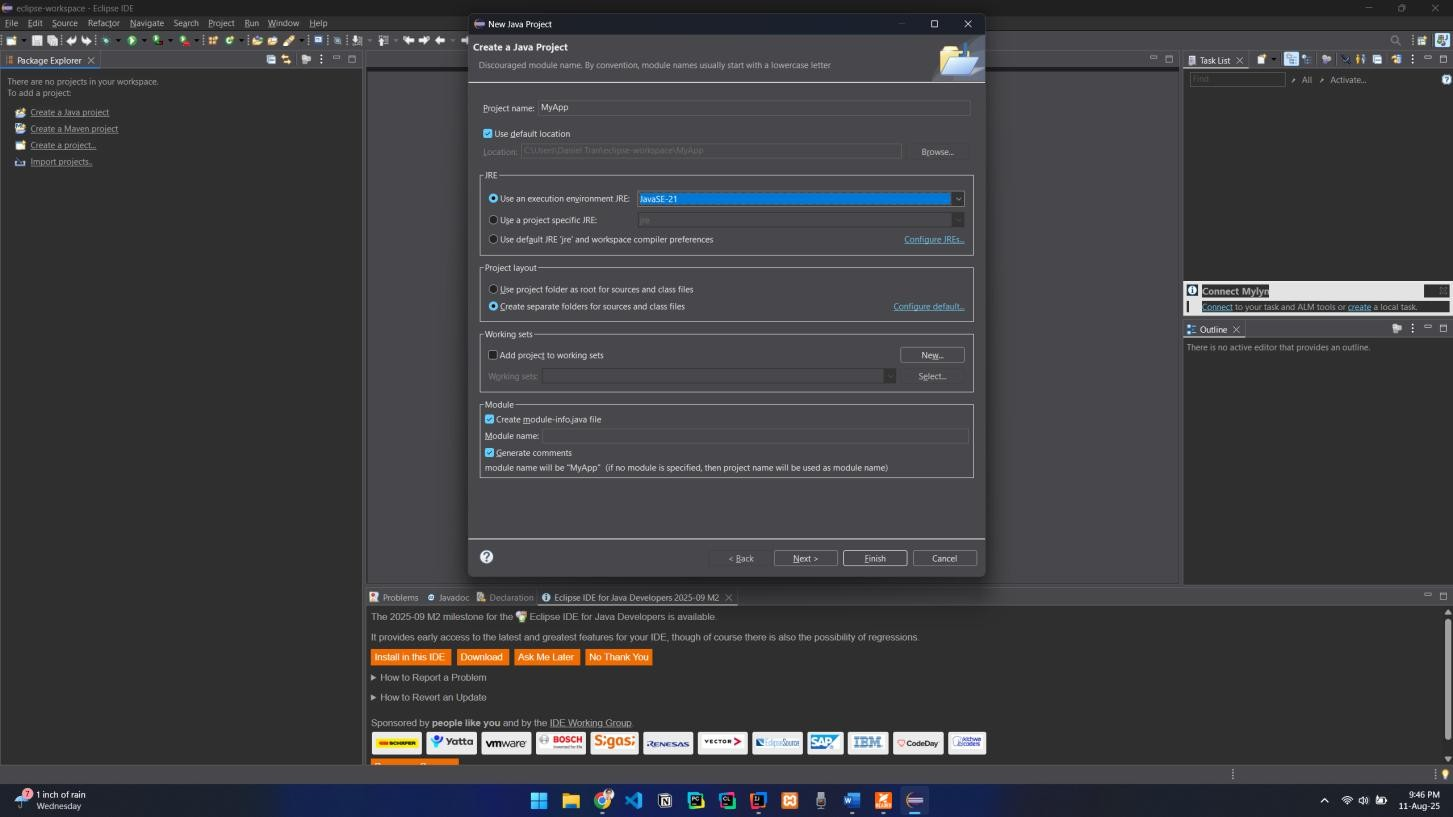 eclipse-workspace - Eclipse IDE
File Edit Source Refactor Navigate Search Project Run Window Help
Package Explorer
There are no projects in your workspace.
To add a project:
Create a Java project
Create a Maven project
Create a project...
Import projects..
New Java Project
Create a Java Project
Discouraged module name. By convention, module names usually start with a lowercase letter
Project name: MyApp
Use default location
Location: C:\Users\Daniel Tran\eclipse-workspace\MyApp Browse...
JRE
Use an execution environment JRE: JavaSE-21
Use a project specific JRE: jre
Use default JRE 'jre' and workspace compiler preferences Configure JREs...
Project layout
Use project folder as root for sources and class files
Create separate folders for sources and class files Configure default...
Working sets
Add project to working sets New...
Working sets: Select...
Module
Create module-info.java file
Module name:
Generate comments
module name will be "MyApp" (if no module is specified, then project name will be used as module name)
< Back Next > Finish Cancel
Task List
Find All Activate...
Connect Mylyn
Connect to your task and ALM tools or create a local task.
Outline
There is no active editor that provides an outline.
Problems Javadoc Declaration Eclipse IDE for Java Developers 2025-09 M2
The 2025-09 M2 milestone for the Eclipse IDE for Java Developers is available.
It provides early access to the latest and greatest features for your IDE, though of course there is also the possibility of regressions.
Install in this IDE Download Ask Me Later No Thank You
How to Report a Problem
How to Revert an Update
Sponsored by people like you and by the IDE Working Group.
SCHÄFER Yatta vmware BOSCH Sigasi RENESAS VECTOR EclipseSource SAP IBM CodeDay
7 1 inch of rain
Wednesday
9:46 PM
11-Aug-25